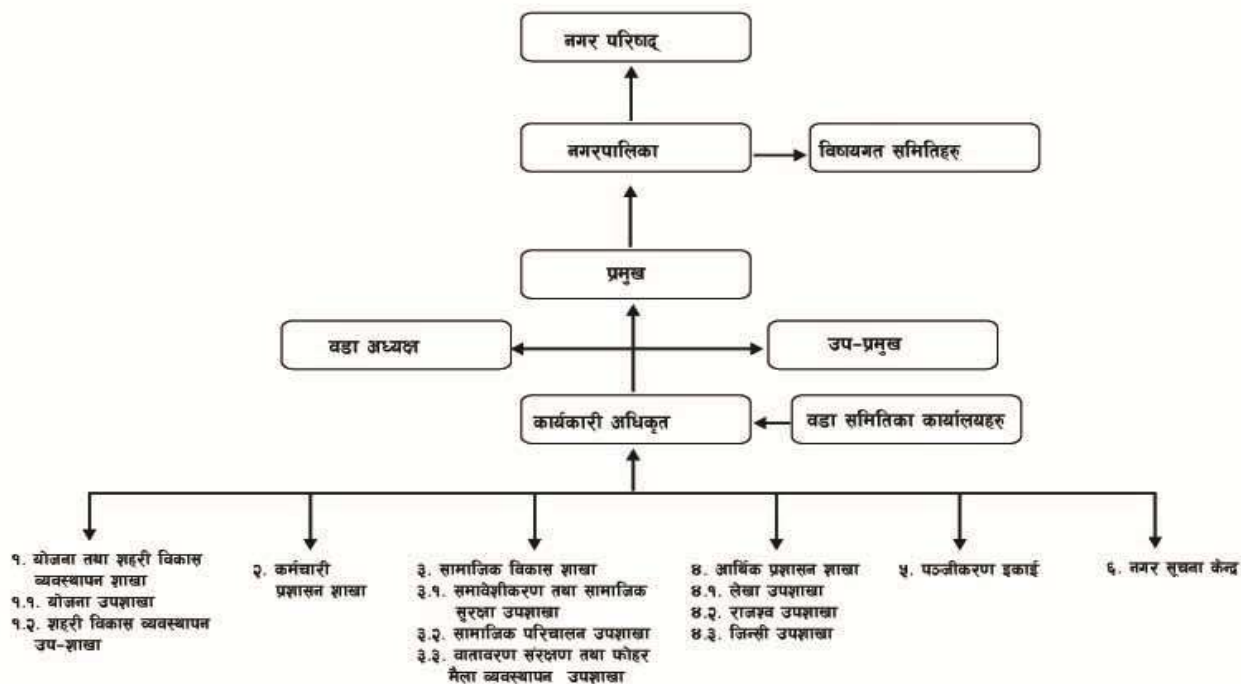 नगर परिषद्
नगरपालिका
विषयगत समितिहरु
प्रमुख
वडा अध्यक्ष
उप-प्रमुख
कार्यकारी अधिकृत
वडा समितिका कार्यालयहरु
१. योजना तथा शहरी विकास
व्यवस्थापन शाखा
१.१. योजना उपशाखा
१.२. शहरी विकास व्यवस्थापन
उप-शाखा
२. कर्मचारी
प्रशासन शाखा
३. सामाजिक विकास शाखा
३.१. समावेशीकरण तथा सामाजिक
सुरक्षा उपशाखा
३.२. सामाजिक परिचालन उपशाखा
३.३. वातावरण संरक्षण तथा फोहर
मैला व्यवस्थापन उपशाखा
४. आर्थिक प्रशासन शाखा
४.१. लेखा उपशाखा
४.२. राजश्व उपशाखा
४.३. जिन्सी उपशाखा
५. पञ्जीकरण इकाई
६. नगर सूचना केन्द्र